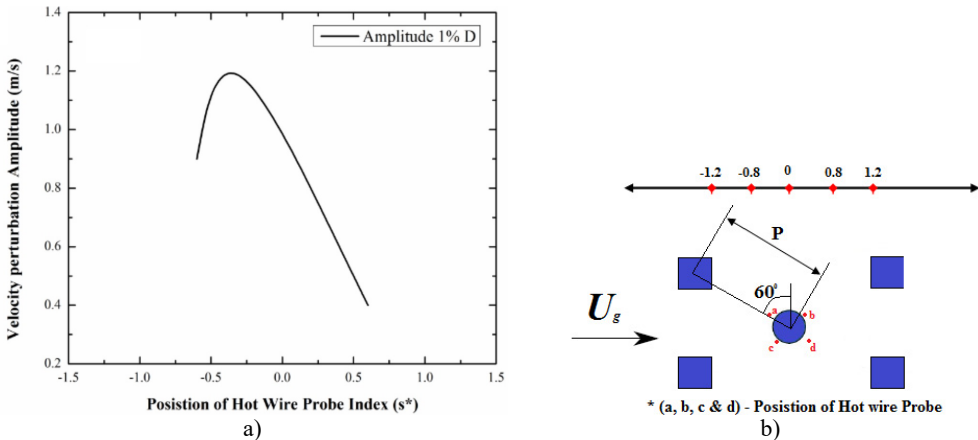 1.4
1.2
1.0
0.8
0.6
0.4
0.2
Velocity perturbation Amplitude (m/s)
Amplitude 1% D
-1.5 -1.0 -0.5 0.0 0.5 1.0 1.5
Posistion of Hot Wire Probe Index (s*)
a)
-1.2 -0.8 0 0.8 1.2
P
60⁰
a b
c d
Ug
* (a, b, c & d) - Posistion of Hot wire Probe
b)